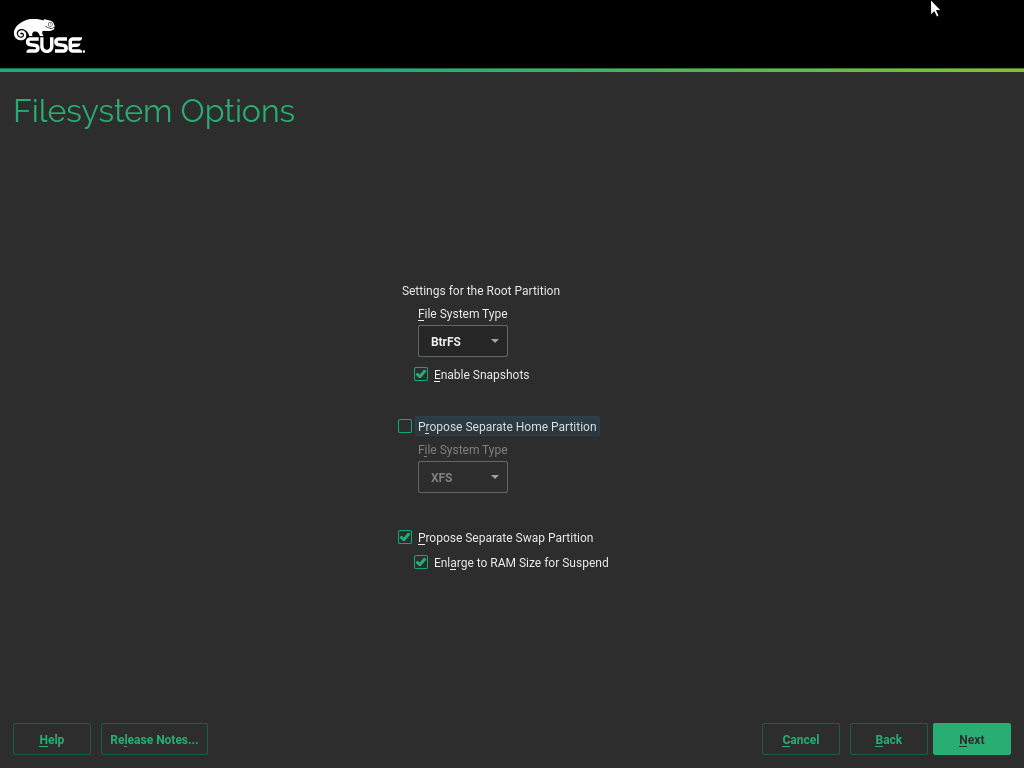 SUSE.
Filesystem Options
Settings for the Root Partition
File System Type
BtrFS
Enable Snapshots
Propose Separate Home Partition
File System Type
XFS
Propose Separate Swap Partition
Enlarge to RAM Size for Suspend
Help Release Notes... Cancel Back Next